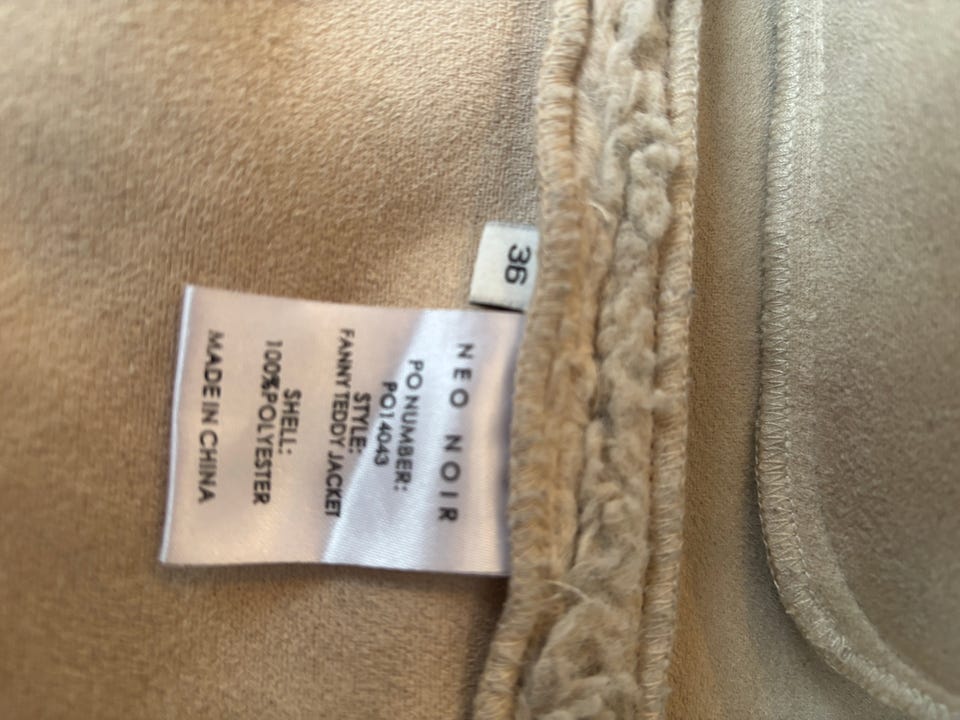 36
NEO NOIR
PO NUMBER:
PO14043
STYLE:
FANNY TEDDY JACKET
SHELL:
100%POLYESTER
MADE IN CHINA